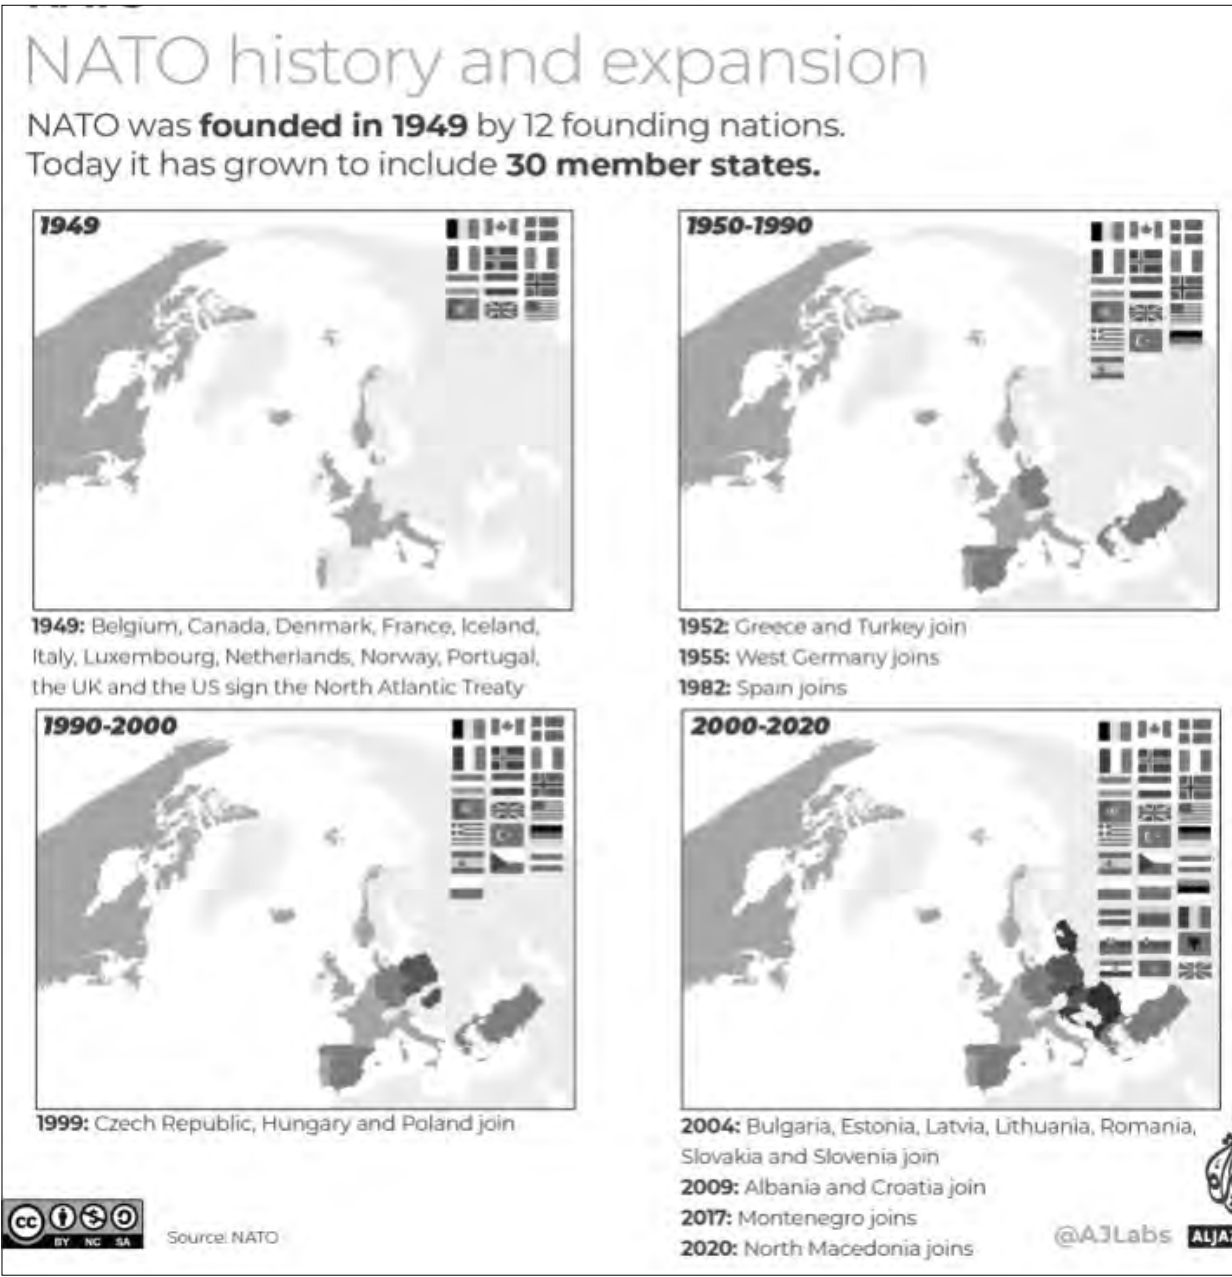 NATO history and expansion
NATO was founded in 1949 by 12 founding nations.
Today it has grown to include 30 member states.
1949
1949: Belgium, Canada, Denmark, France, Iceland,
Italy, Luxembourg, Netherlands, Norway, Portugal,
the UK and the US sign the North Atlantic Treaty
1950-1990
1952: Greece and Turkey join
1955: West Germany joins
1982: Spain joins
1990-2000
1999: Czech Republic, Hungary and Poland join
2000-2020
2004: Bulgaria, Estonia, Latvia, Lithuania, Romania,
Slovakia and Slovenia join
2009: Albania and Croatia join
2017: Montenegro joins
2020: North Macedonia joins
cc BY NC SA
Source: NATO
@AJLabs